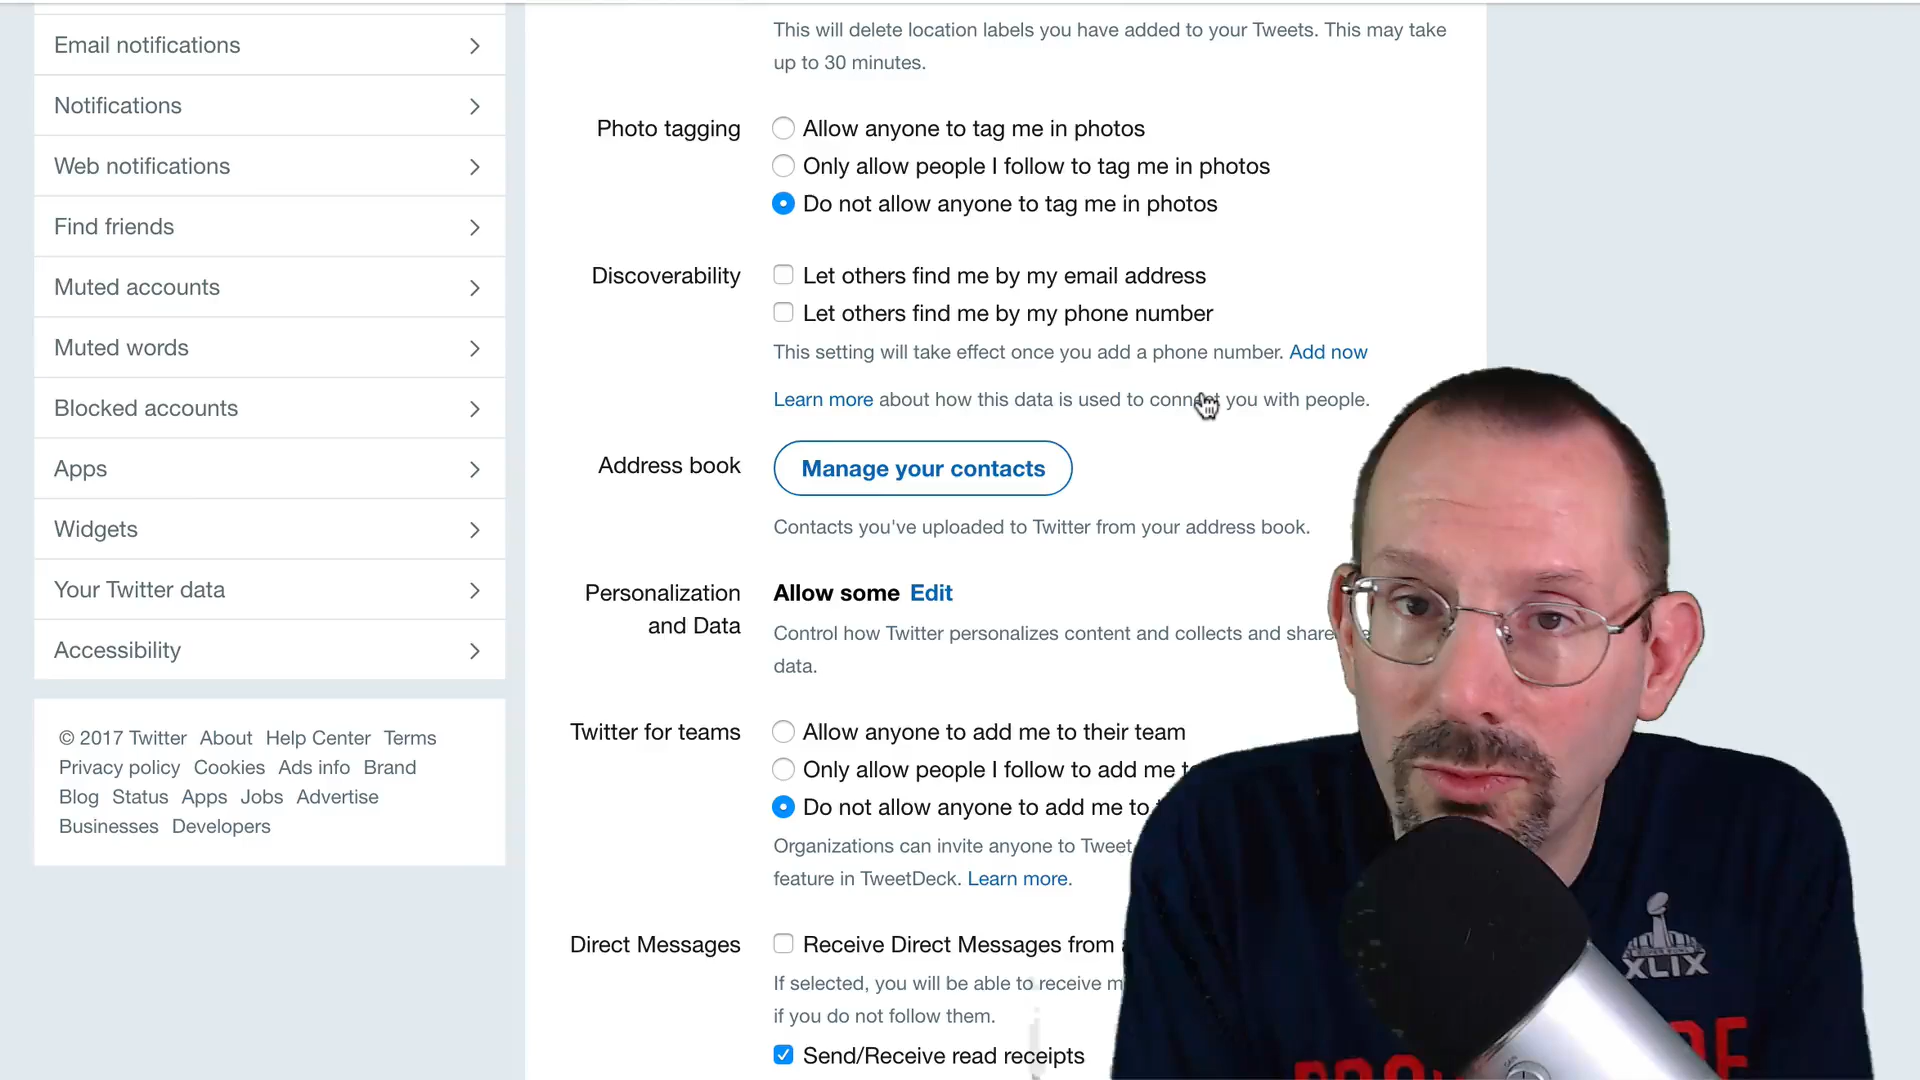 Email notifications
Notifications
Web notifications
Find friends
Muted accounts
Muted words
Blocked accounts
Apps
Widgets
Your Twitter data
Accessibility
© 2017 Twitter About Help Center Terms
Privacy policy Cookies Ads info Brand
Blog Status Apps Jobs Advertise
Businesses Developers
This will delete location labels you have added to your Tweets. This may take
up to 30 minutes.
Photo tagging
Allow anyone to tag me in photos
Only allow people I follow to tag me in photos
Do not allow anyone to tag me in photos
Discoverability
Let others find me by my email address
Let others find me by my phone number
This setting will take effect once you add a phone number. Add now
Learn more about how this data is used to connect you with people.
Address book
Manage your contacts
Contacts you've uploaded to Twitter from your address book.
Personalization
and Data
Allow some Edit
Control how Twitter personalizes content and collects and share
data.
Twitter for teams
Allow anyone to add me to their team
Only allow people I follow to add me
Do not allow anyone to add me to
Organizations can invite anyone to Tweet
feature in TweetDeck. Learn more.
Direct Messages
Receive Direct Messages from
If selected, you will be able to receive
if you do not follow them.
Send/Receive read receipts
XLIX